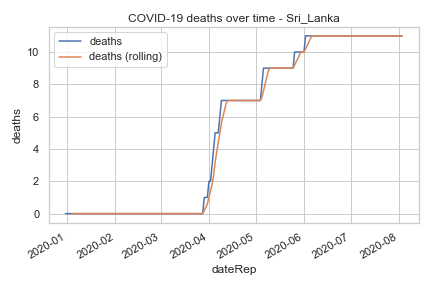 COVID-19 deaths over time - Sri_Lanka
deaths
deaths (rolling)
deaths
10
8
6
4
2
0
2020-01
2020-02
2020-03
2020-04
2020-05
2020-06
2020-07
2020-08
dateRep